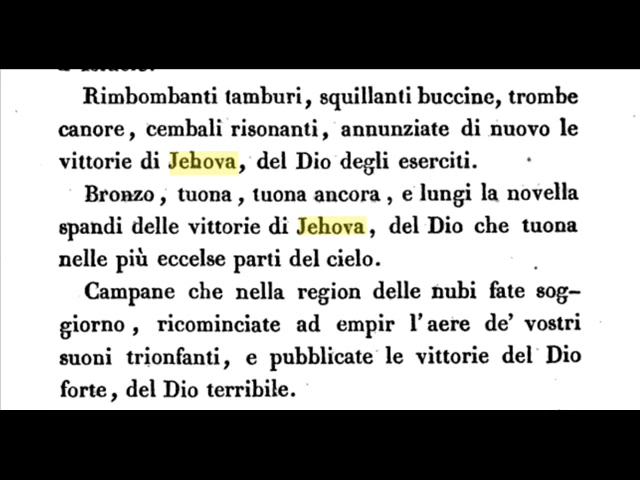 Rimbombanti tamburi, squillanti buccine, trombe
canore, cembali risonanti, annunziate di nuovo le
vittorie di Jehova, del Dio degli eserciti.
Bronzo, tuona, tuona ancora, e lungi la novella
spandi delle vittorie di Jehova, del Dio che tuona
nelle più eccelse parti del cielo.
Campane che nella region delle nubi fate sog-
giorno, ricominciate ad empir l'aere de' vostri
suoni trionfanti, e pubblicate le vittorie del Dio
forte, del Dio terribile.